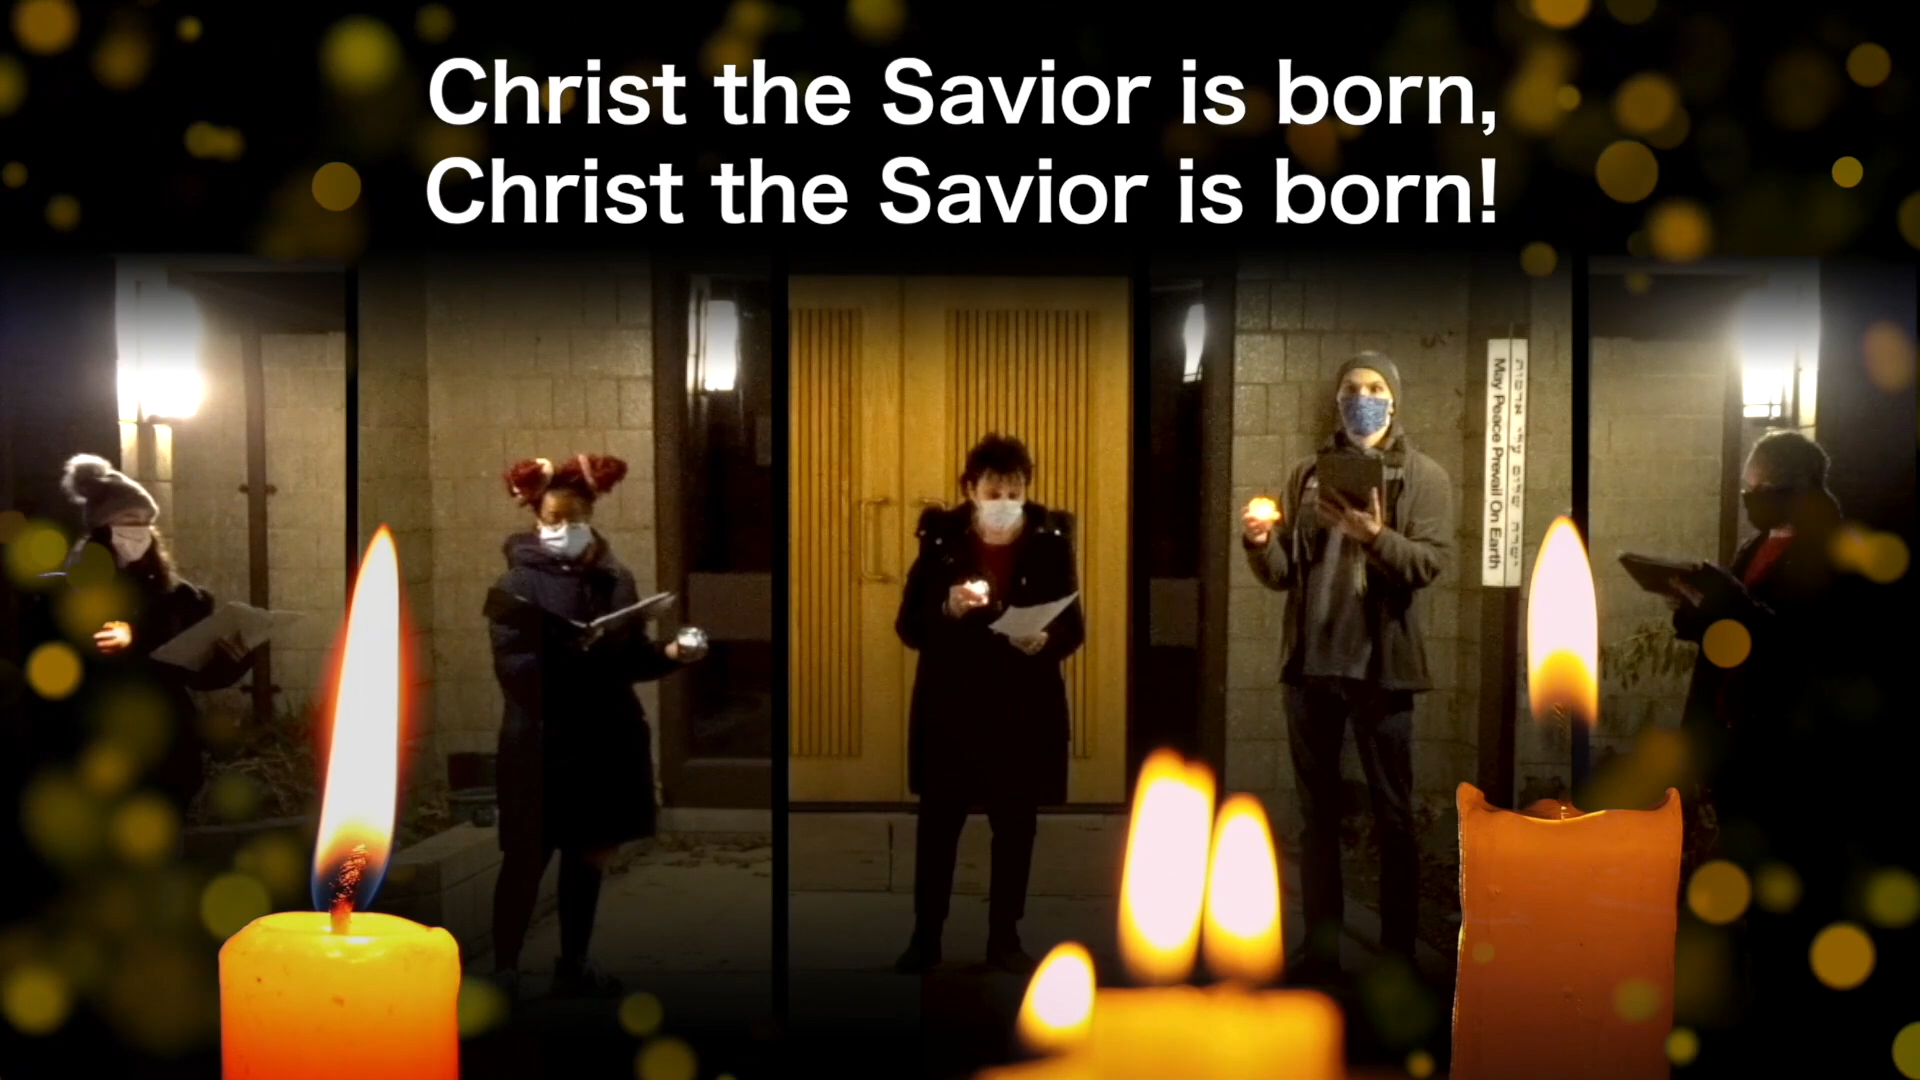 Christ the Savior is born,
Christ the Savior is born!
May Peace Prevail On Earth